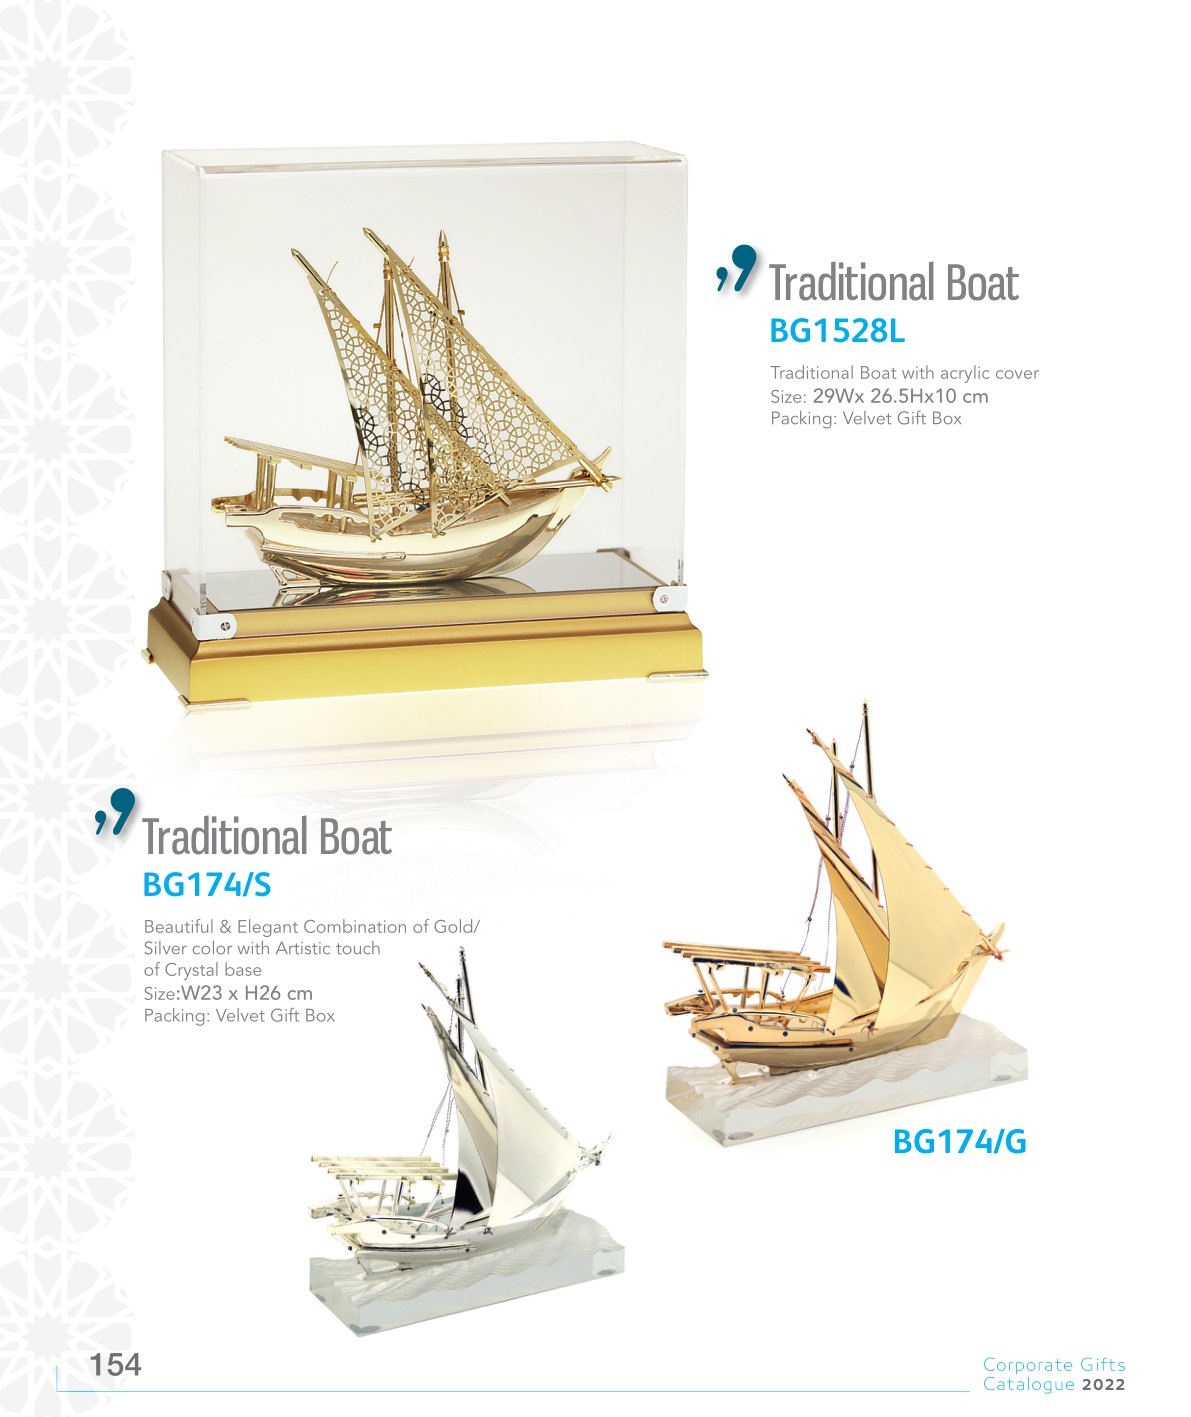 Traditional Boat
BG1528L
Traditional Boat with acrylic cover
Size: 29Wx 26.5Hx10 cm
Packing: Velvet Gift Box
Traditional Boat
BG174/S
Beautiful & Elegant Combination of Gold/
Silver color with Artistic touch
of Crystal base
Size:W23 x H26 cm
Packing: Velvet Gift Box
BG174/G
154
Corporate Gifts
Catalogue 2022